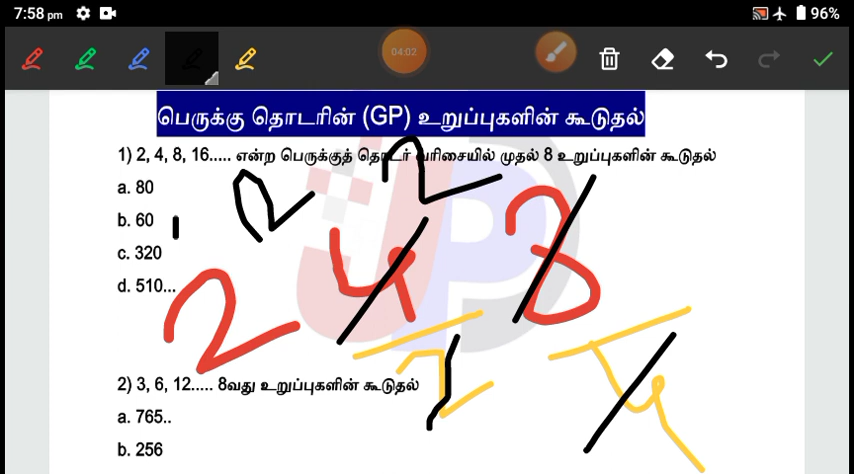 7:58 pm 96%
04:02
பெருக்கு தொடரின் (GP) உறுப்புகளின் கூடுதல்
1) 2, 4, 8, 16..... என்ற பெருக்குத் தொடர் வரிசையில் முதல் 8 உறுப்புகளின் கூடுதல்
a. 80
b. 60
c. 320
d. 510...
2) 3, 6, 12..... 8வது உறுப்புகளின் கூடுதல்
a. 765..
b. 256